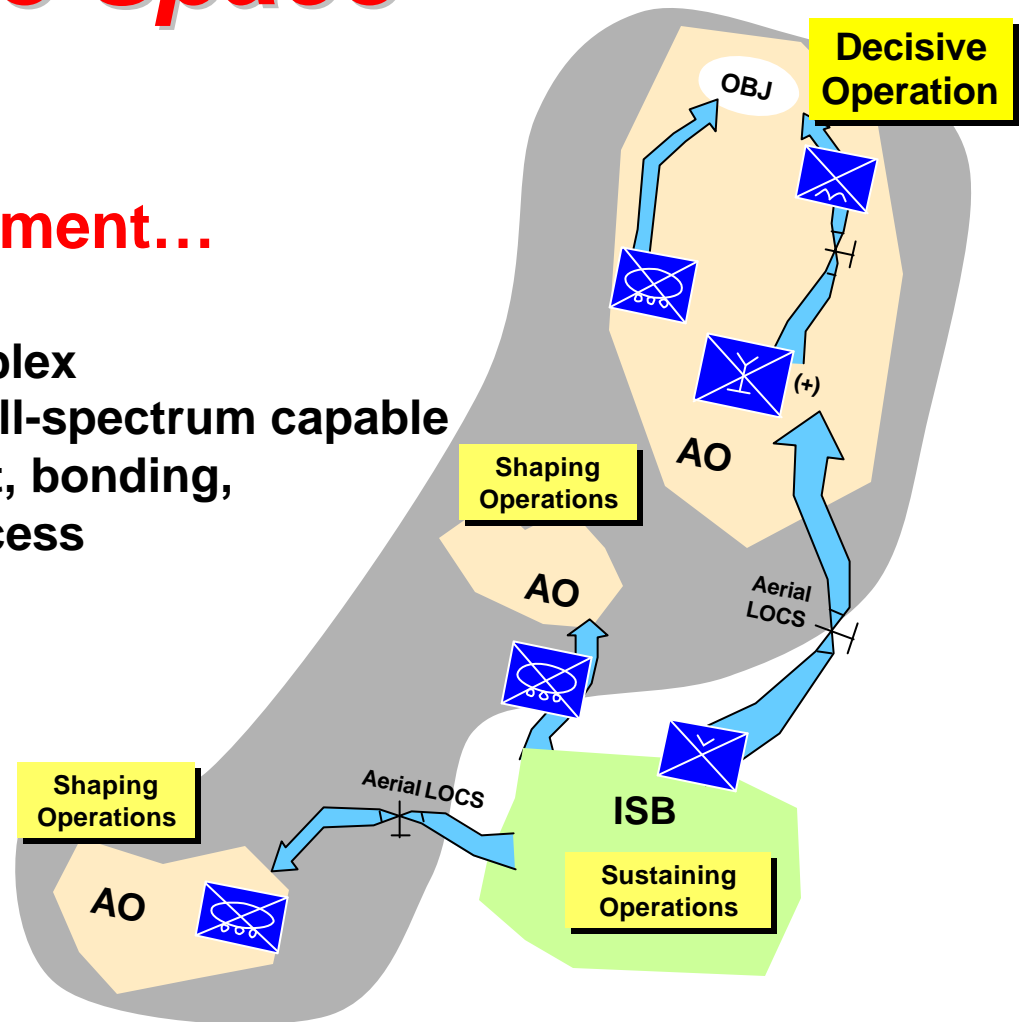 Space
Decisive
Operation
OBJ
ment…
plex
ll-spectrum capable
t, bonding,
cess
(+)
AO
Shaping
Operations
AO
Aerial
LOCS
Shaping
Operations
Aerial LOCS
ISB
AO
Sustaining
Operations